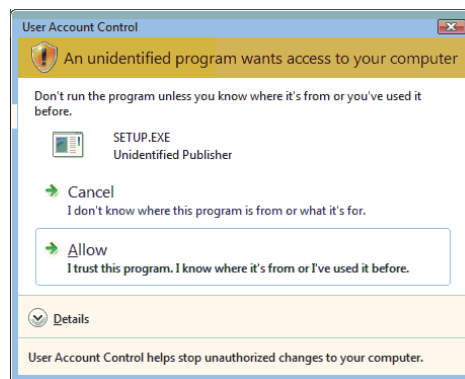 User Account Control
An unidentified program wants access to your computer
Don't run the program unless you know where it's from or you've used it
before.
SETUP.EXE
Unidentified Publisher
Cancel
I don't know where this program is from or what it's for.
Allow
I trust this program. I know where it's from or I've used it before.
Details
User Account Control helps stop unauthorized changes to your computer.